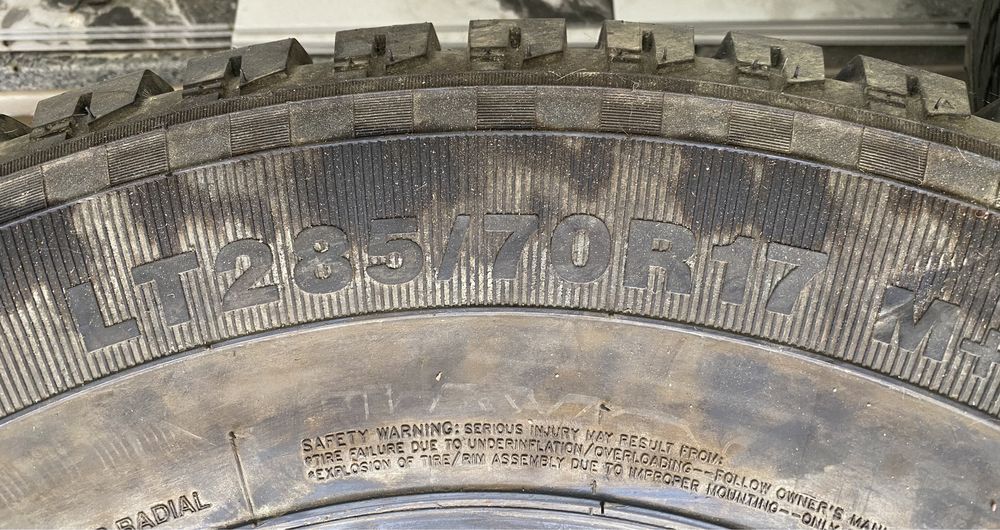 LT285/70R17 M+
SAFETY WARNING: SERIOUS INJURY MAY RESULT FROM:
*TIRE FAILURE DUE TO UNDERINFLATION/OVERLOADING--FOLLOW OWNER'S MAN
*EXPLOSION OF TIRE/RIM ASSEMBLY DUE TO IMPROPER MOUNTING--ONLY
RADIAL